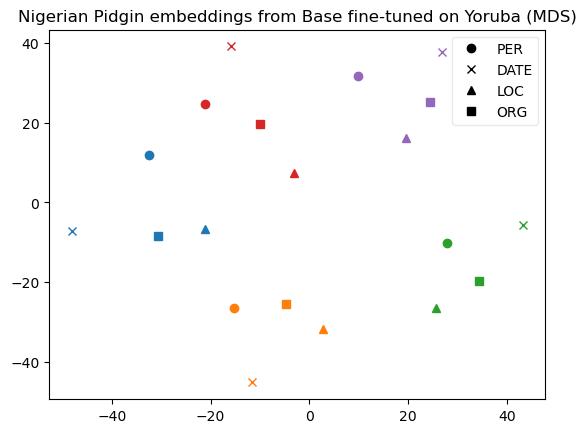 Nigerian Pidgin embeddings from Base fine-tuned on Yoruba (MDS)
PER
DATE
LOC
ORG
40
20
0
−20
−40
−40
−20
0
20
40